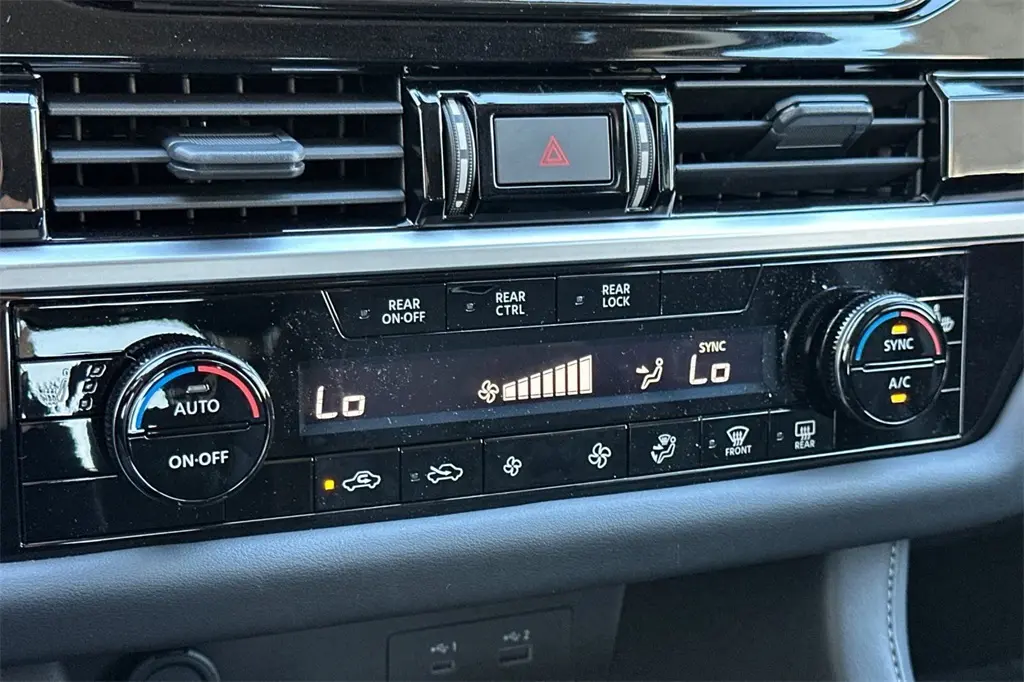 REAR
ON·OFF
REAR
CTRL
REAR
LOCK
AUTO
ON·OFF
Lo
SYNC
Lo
SYNC
A/C
FRONT
REAR
1
2